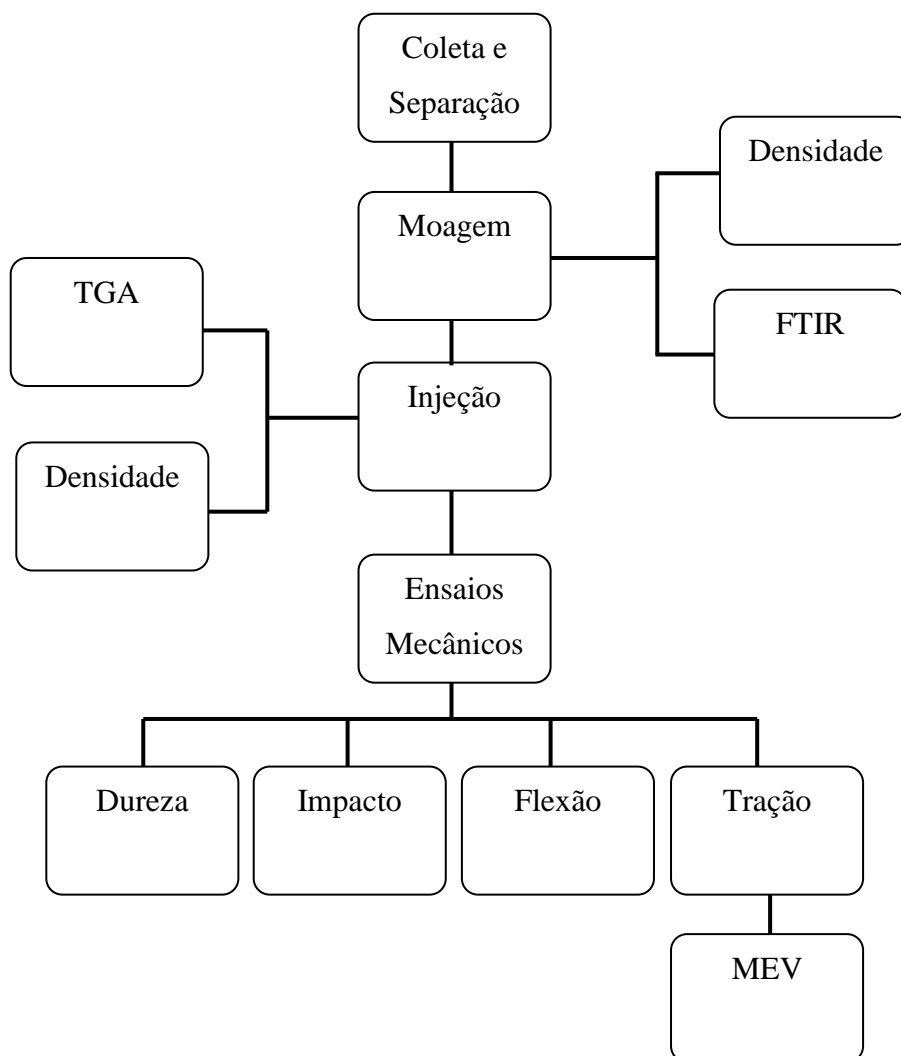 Coleta e
Separação
Densidade
Moagem
TGA
FTIR
Injeção
Densidade
Ensaios
Mecânicos
Dureza
Impacto
Flexão
Tração
MEV